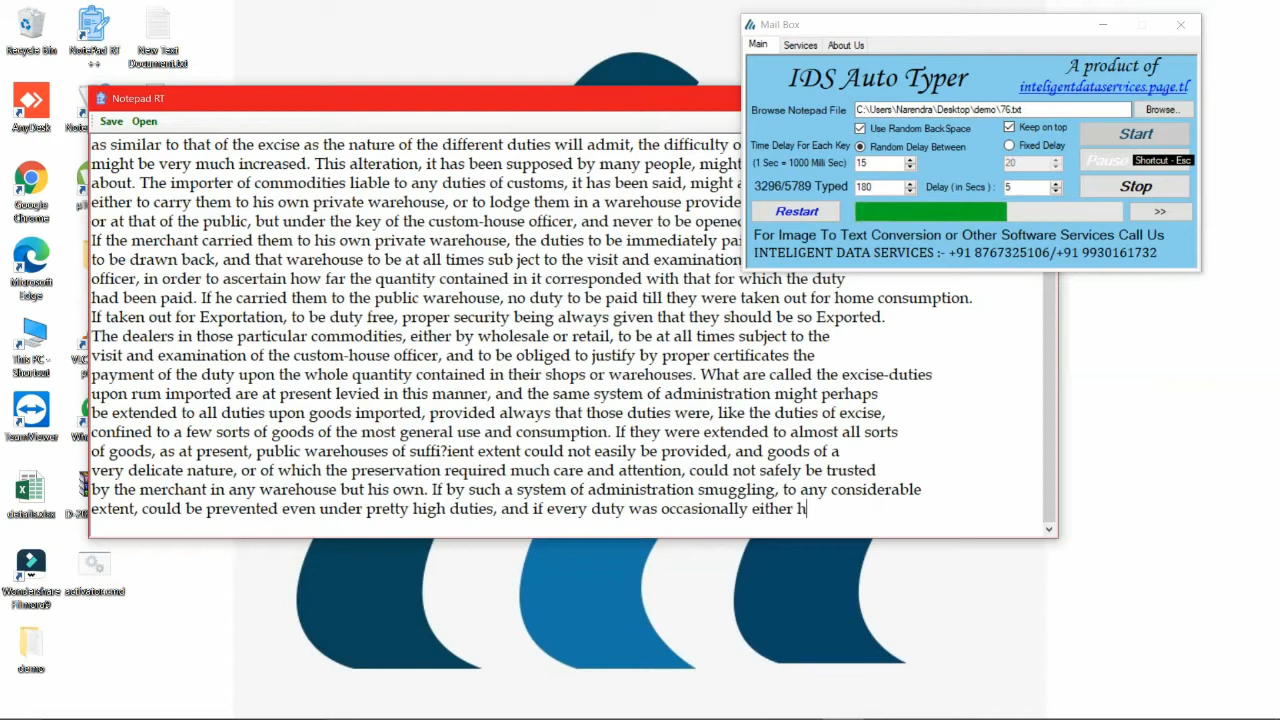 Recycle Bin
NotePad RT
++
New Text
Document.txt
AnyDesk
Google
Chrome
Microsoft
Edge
This PC -
Shortcut
TeamViewer
details.xlsx
Wondershare
Filmora9
activator.cmd
demo
Notepad RT
Save Open
as similar to that of the excise as the nature of the different duties will admit, the difficulty o
might be very much increased. This alteration, it has been supposed by many people, might
about. The importer of commodities liable to any duties of customs, it has been said, might a
either to carry them to his own private warehouse, or to lodge them in a warehouse provide
or at that of the public, but under the key of the custom-house officer, and never to be opene
If the merchant carried them to his own private warehouse, the duties to be immediately pai
to be drawn back, and that warehouse to be at all times sub ject to the visit and examination
officer, in order to ascertain how far the quantity contained in it corresponded with that for which the duty
had been paid. If he carried them to the public warehouse, no duty to be paid till they were taken out for home consumption.
If taken out for Exportation, to be duty free, proper security being always given that they should be so Exported.
The dealers in those particular commodities, either by wholesale or retail, to be at all times subject to the
visit and examination of the custom-house officer, and to be obliged to justify by proper certificates the
payment of the duty upon the whole quantity contained in their shops or warehouses. What are called the excise-duties
upon rum imported are at present levied in this manner, and the same system of administration might perhaps
be extended to all duties upon goods imported, provided always that those duties were, like the duties of excise,
confined to a few sorts of goods of the most general use and consumption. If they were extended to almost all sorts
of goods, as at present, public warehouses of suffi?ient extent could not easily be provided, and goods of a
very delicate nature, or of which the preservation required much care and attention, could not safely be trusted
by the merchant in any warehouse but his own. If by such a system of administration smuggling, to any considerable
extent, could be prevented even under pretty high duties, and if every duty was occasionally either h
Mail Box
Main Services About Us
IDS Auto Typer
A product of
inteligentdataservices.page.tl
Browse Notepad File C:\Users\Narendra\Desktop\demo\76.txt Browse..
Use Random BackSpace Keep on top Start
Time Delay For Each Key Random Delay Between Fixed Delay
(1 Sec = 1000 Milli Sec) 15 20 Pause Shortcut - Esc
3296/5789 Typed 180 Delay ( in Secs ) : 5 Stop
Restart >>
For Image To Text Conversion or Other Software Services Call Us
INTELIGENT DATA SERVICES :- +91 8767325106/+91 9930161732